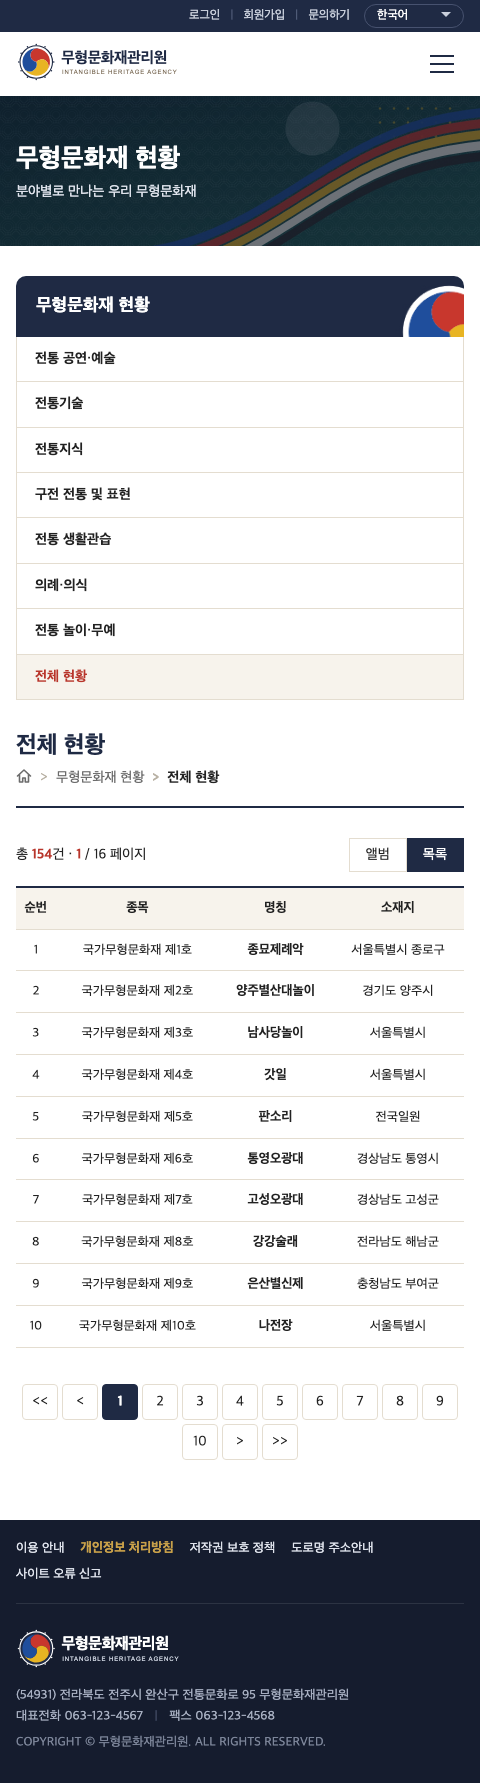 로그인 | 회원가입 | 문의하기 한국어
무형문화재관리원
INTANGIBLE HERITAGE AGENCY
무형문화재 현황
분야별로 만나는 우리 무형문화재
무형문화재 현황
전통 공연·예술
전통기술
전통지식
구전 전통 및 표현
전통 생활관습
의례·의식
전통 놀이·무예
전체 현황
전체 현황
> 무형문화재 현황 > 전체 현황
총 154건 · 1 / 16 페이지 앨범 목록
순번 종목 명칭 소재지
1 국가무형문화재 제1호 종묘제례악 서울특별시 종로구
2 국가무형문화재 제2호 양주별산대놀이 경기도 양주시
3 국가무형문화재 제3호 남사당놀이 서울특별시
4 국가무형문화재 제4호 갓일 서울특별시
5 국가무형문화재 제5호 판소리 전국일원
6 국가무형문화재 제6호 통영오광대 경상남도 통영시
7 국가무형문화재 제7호 고성오광대 경상남도 고성군
8 국가무형문화재 제8호 강강술래 전라남도 해남군
9 국가무형문화재 제9호 은산별신제 충청남도 부여군
10 국가무형문화재 제10호 나전장 서울특별시
<< < 1 2 3 4 5 6 7 8 9
10 > >>
이용 안내 개인정보 처리방침 저작권 보호 정책 도로명 주소안내
사이트 오류 신고
무형문화재관리원
INTANGIBLE HERITAGE AGENCY
(54931) 전라북도 전주시 완산구 전통문화로 95 무형문화재관리원
대표전화 063-123-4567 | 팩스 063-123-4568
COPYRIGHT © 무형문화재관리원. ALL RIGHTS RESERVED.